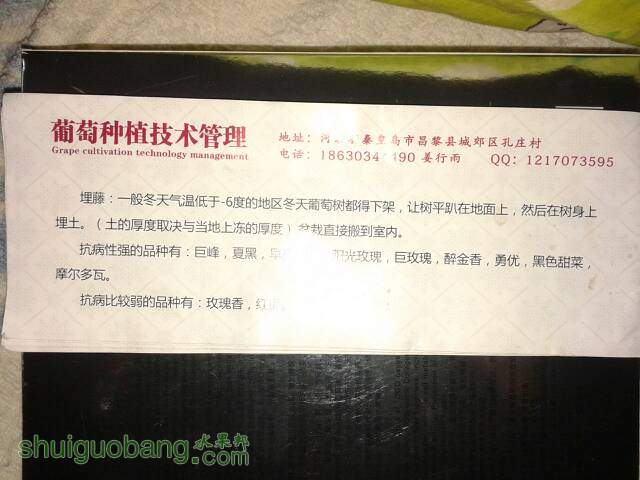 葡萄种植技术管理
Grape cultivation technology management
地址：河 秦皇岛市昌黎县城郊区孔庄村
电话：1863034 490 姜行雨 QQ：1217073595
埋藤：一般冬天气温低于-6度的地区冬天葡萄树都得下架，让树平趴在地面上，然后在树身上
埋土。（土的厚度取决与当地上冻的厚度）盆栽直接搬到室内。
抗病性强的品种有：巨峰，夏黑， 阳光玫瑰，巨玫瑰，醉金香，勇优，黑色甜菜，
摩尔多瓦。
抗病比较弱的品种有：玫瑰香，红
shuiguobang.com
水果邦